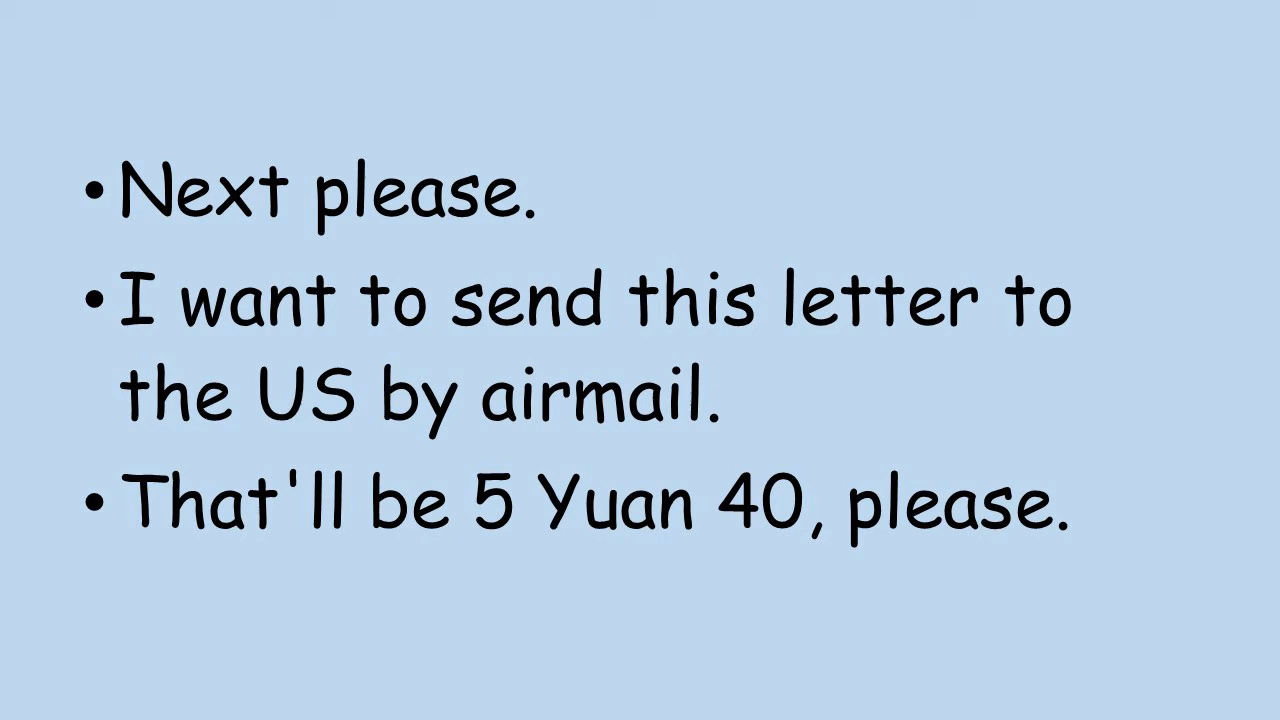 • Next please.
• I want to send this letter to
the US by airmail.
• That'll be 5 Yuan 40, please.